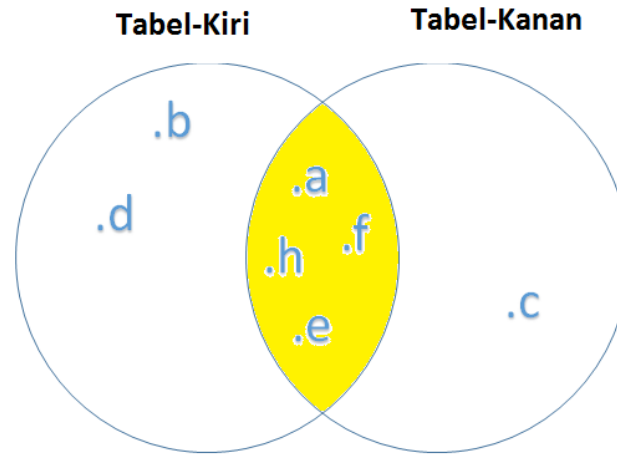 Tabel-Kiri
Tabel-Kanan
.b
.a
.d
.f
.h
.c
.e